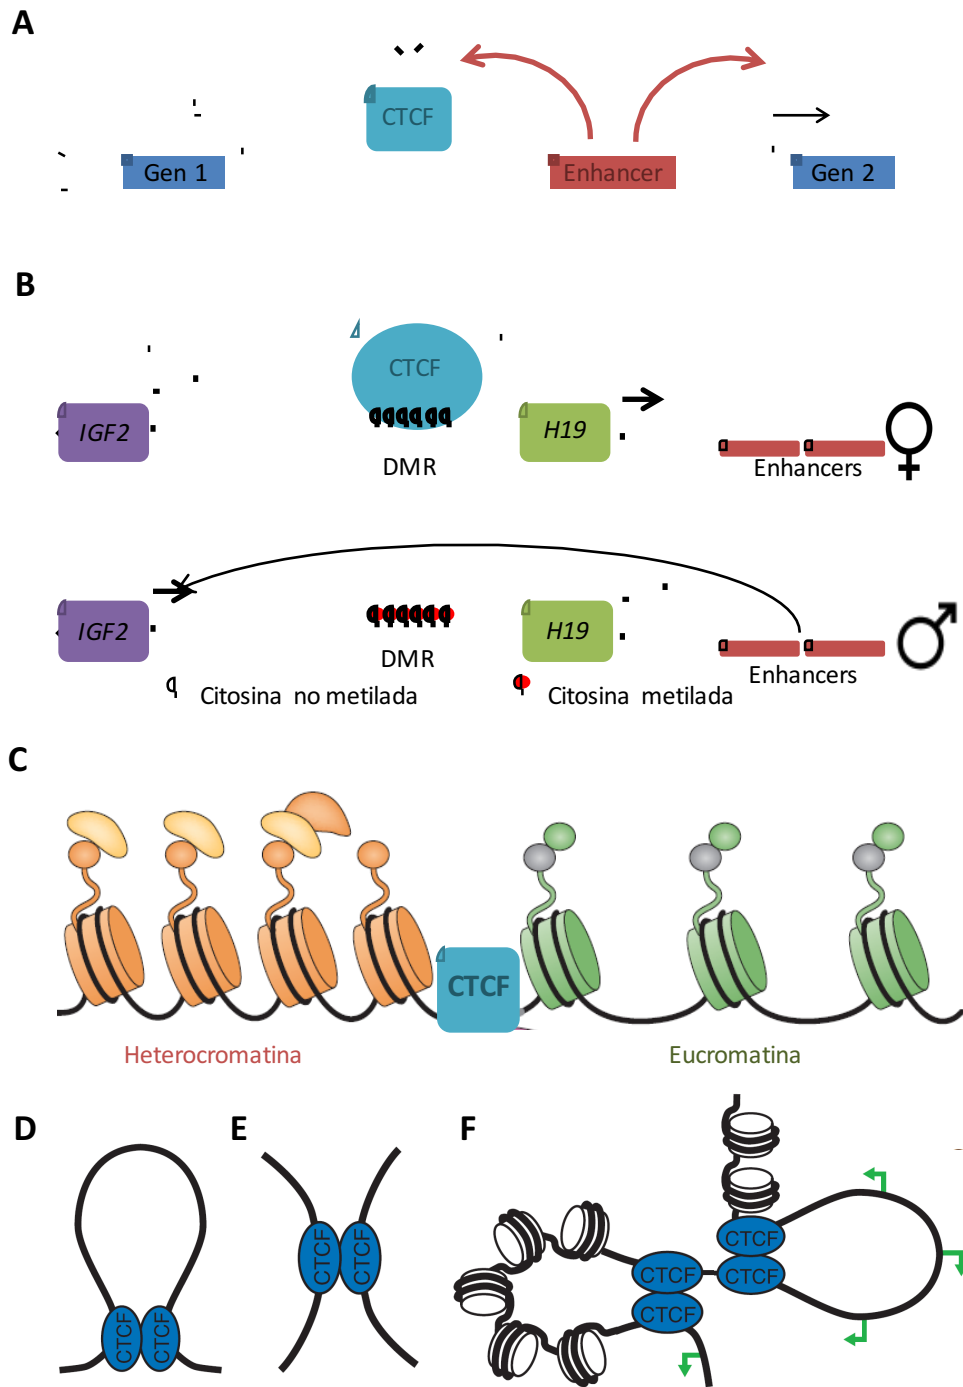 A
CTCF
Gen 1
Enhancer
Gen 2
B
CTCF
IGF2
H19
DMR
Enhancers
IGF2
H19
DMR
Enhancers
Citosina no metilada
Citosina metilada
C
CTCF
Heterocromatina
Eucromatina
D
E
F
CTCF
CTCF
CTCF
CTCF
CTCF
CTCF
CTCF
CTCF